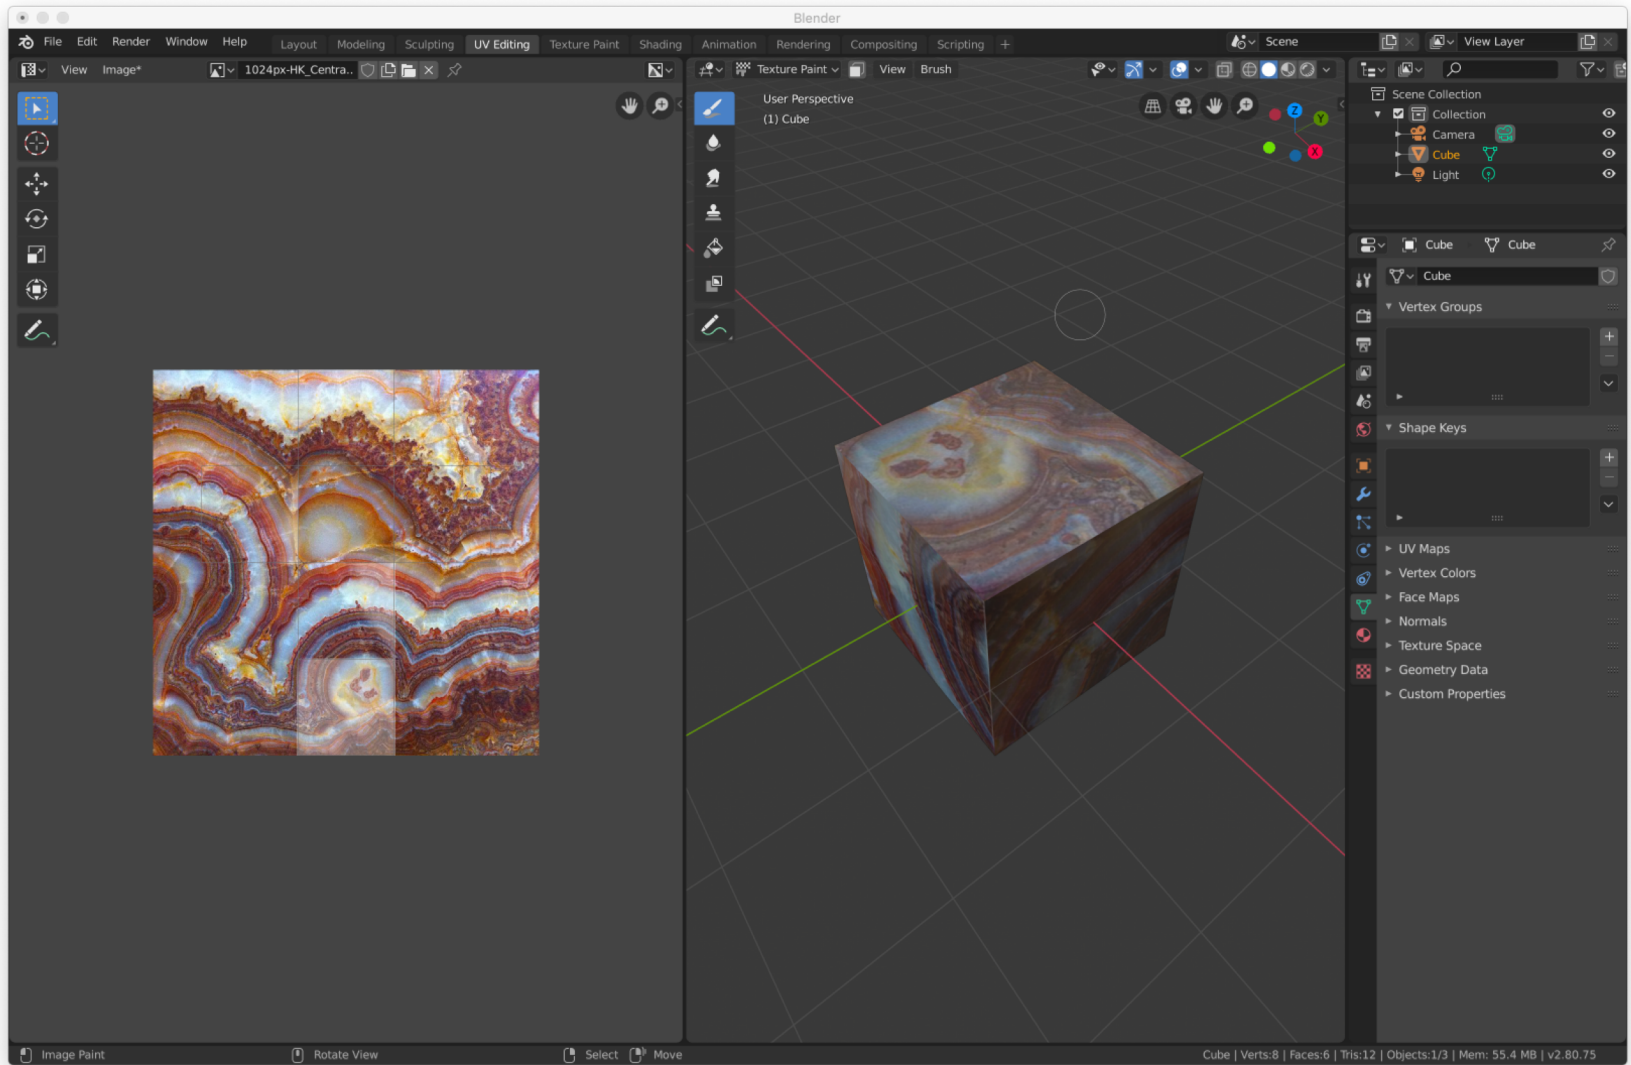 Blender
File Edit Render Window Help Layout Modeling Sculpting UV Editing Texture Paint Shading Animation Rendering Compositing Scripting + Scene View Layer
View Image* 1024px-HK_Centra.. Texture Paint View Brush
User Perspective
(1) Cube
Z
Y
X
Scene Collection
Collection
Camera
Cube
Light
Cube Cube
Cube
Vertex Groups
Shape Keys
UV Maps
Vertex Colors
Face Maps
Normals
Texture Space
Geometry Data
Custom Properties
Image Paint Rotate View Select Move Cube | Verts:8 | Faces:6 | Tris:12 | Objects:1/3 | Mem: 55.4 MB | v2.80.75